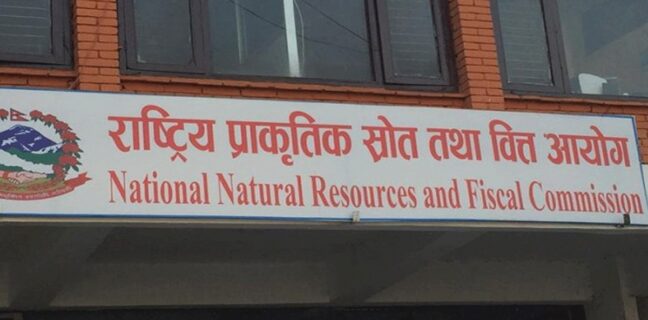 राष्ट्रिय प्राकृतिक स्रोत तथा वित्त आयोग
National Natural Resources and Fiscal Commission